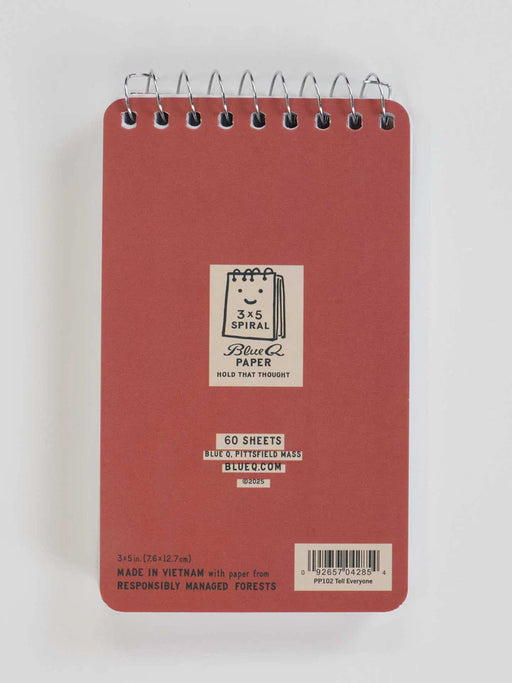 3×5
SPIRAL
Blue Q
PAPER
HOLD THAT THOUGHT
60 SHEETS
BLUE Q, PITTSFIELD MASS
BLUEQ.COM
©2025
3×5 in. (7.6×12.7cm)
MADE IN VIETNAM with paper from
RESPONSIBLY MANAGED FORESTS
0 92657 04285 4
PP102 Tell Everyone